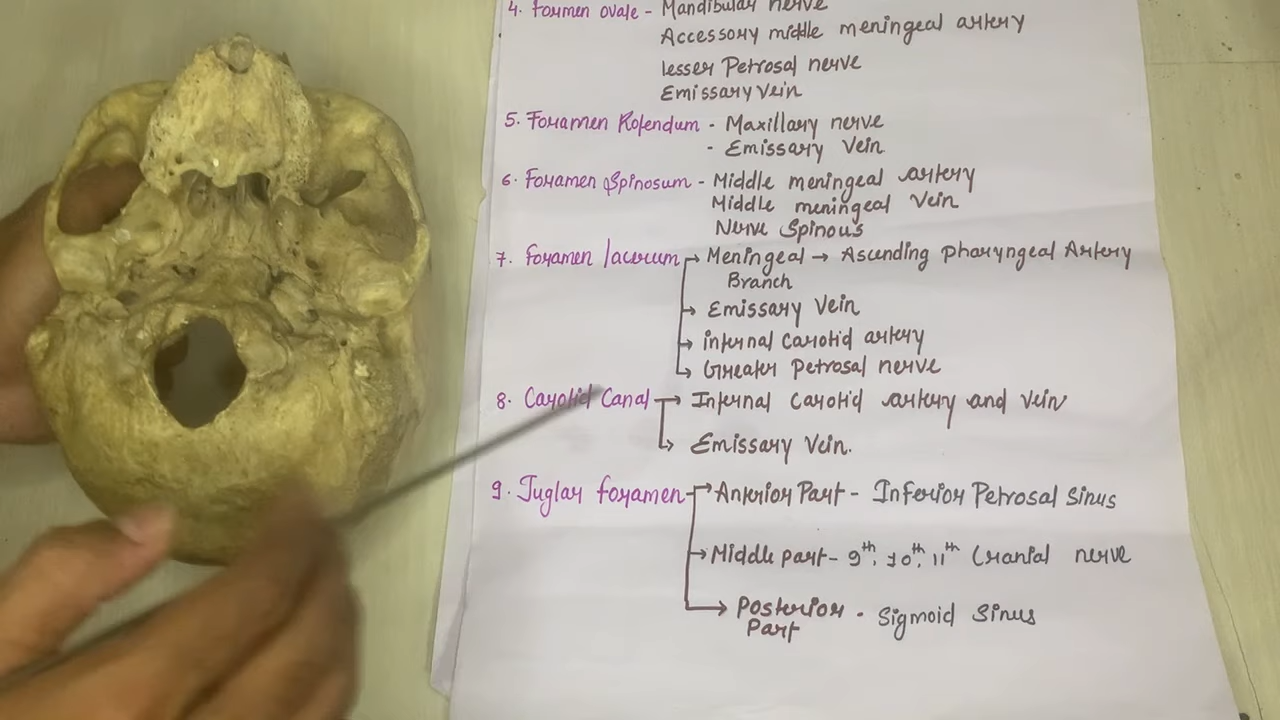 4. Formen Ovale - Mandibular nerve
Accessory middle meningeal artery
lesser Petrosal nerve
Emissary Vein
5. Foramen Rotendum - Maxillary nerve
- Emissary Vein
6. Foramen Spinosum - Middle meningeal artery
Middle meningeal Vein
Nerve Spinous
7. Foramen lacerum → Meningeal → Ascending Pharyngeal Artery
Branch
→ Emissary Vein
→ internal Carotid artery
→ Greater Petrosal nerve
8. Carotid Canal → Internal Carotid artery and vein
→ Emissary Vein.
9. Juglar foramen → Anterior Part - Inferior Petrosal Sinus
→ Middle part - 9th, 10th, 11th Cranial nerve
→ Posterior - Sigmoid Sinus
Part